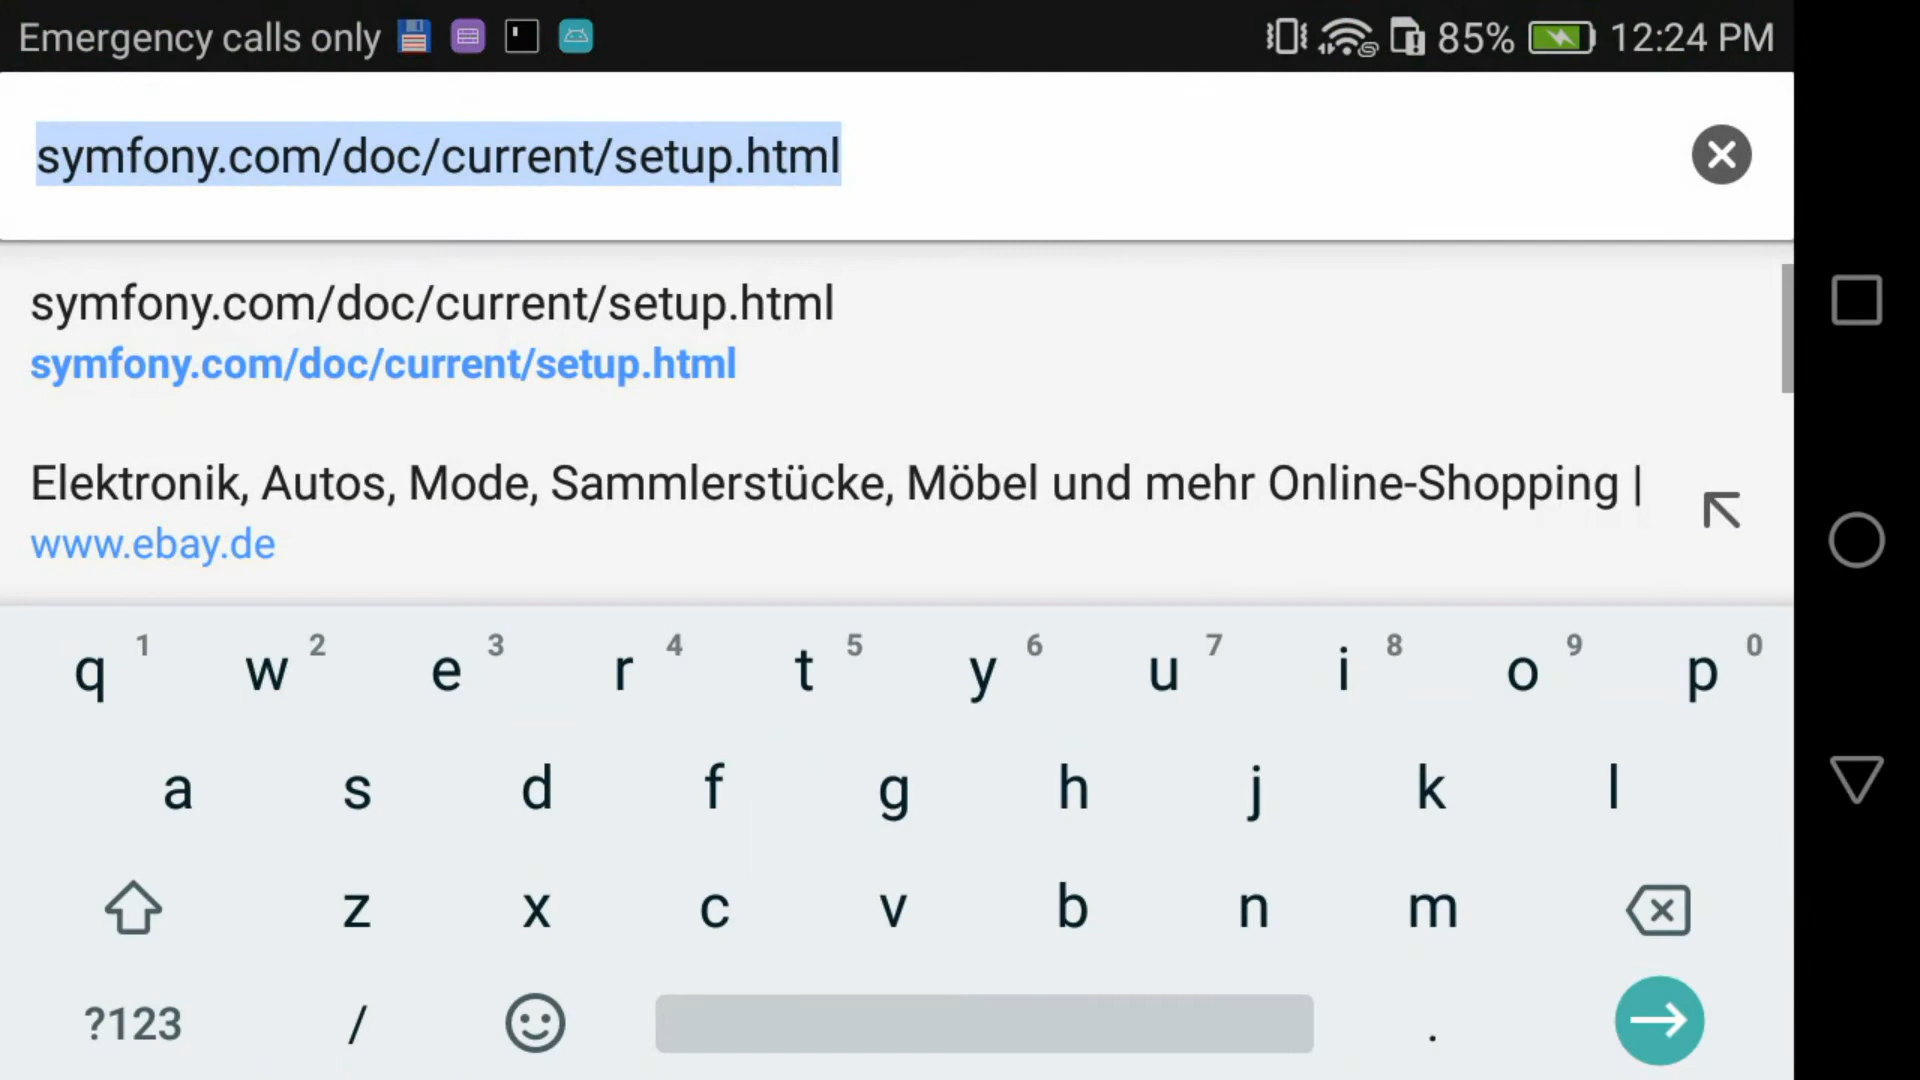 Emergency calls only 85% 12:24 PM
symfony.com/doc/current/setup.html
symfony.com/doc/current/setup.html
symfony.com/doc/current/setup.html
Elektronik, Autos, Mode, Sammlerstücke, Möbel und mehr Online-Shopping |
www.ebay.de
q 1 w 2 e 3 r 4 t 5 y 6 u 7 i 8 o 9 p 0
a s d f g h j k l
z x c v b n m
?123 / .